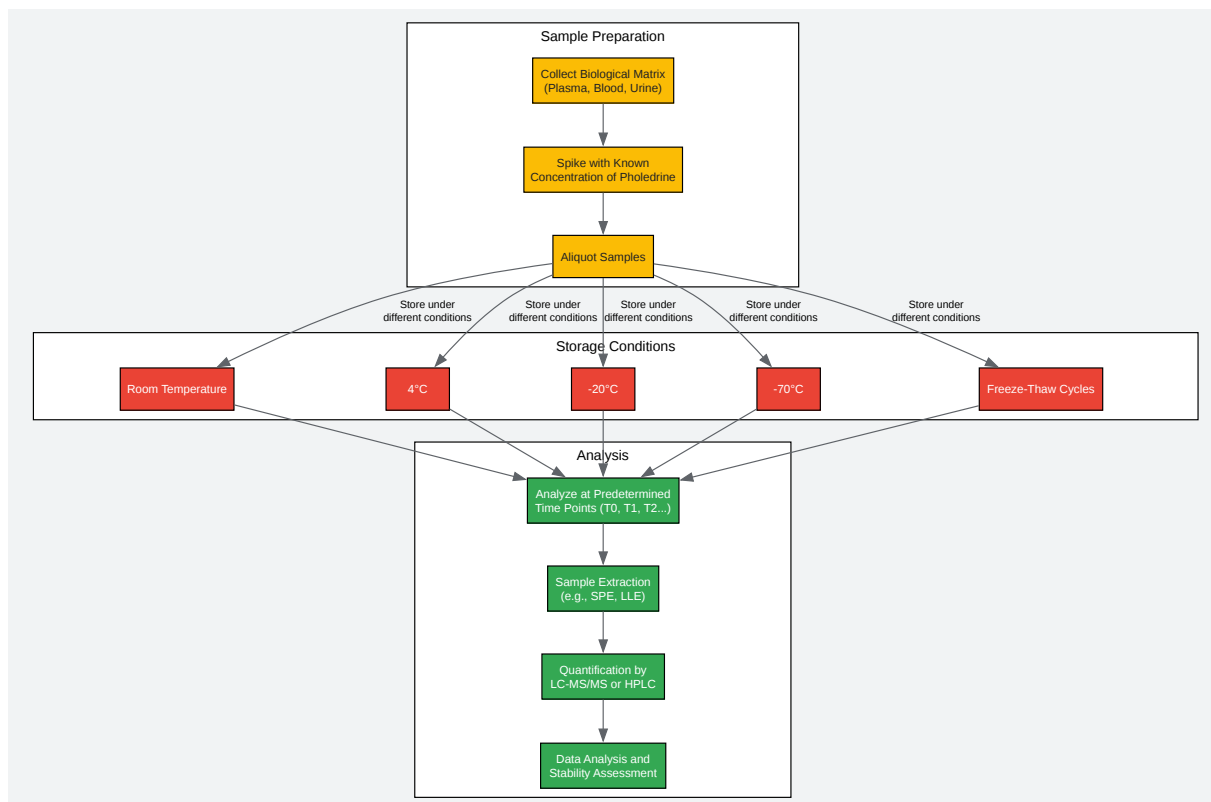 Sample Preparation
Collect Biological Matrix
(Plasma, Blood, Urine)
Spike with Known
Concentration of Pholedrine
Aliquot Samples
Store under
different conditions
Store under
different conditions
Store under
different conditions
Store under
different conditions
Store under
different conditions
Storage Conditions
Room Temperature
4°C
-20°C
-70°C
Freeze-Thaw Cycles
Analysis
Analyze at Predetermined
Time Points (T0, T1, T2...)
Sample Extraction
(e.g., SPE, LLE)
Quantification by
LC-MS/MS or HPLC
Data Analysis and
Stability Assessment